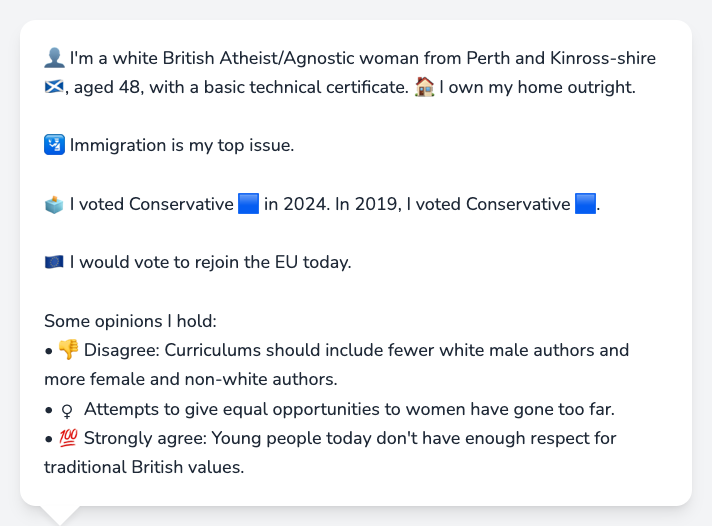 👤 I'm a white British Atheist/Agnostic woman from Perth and Kinross-shire
🏴󠁧󠁢󠁳󠁣󠁴󠁿, aged 48, with a basic technical certificate. 🏠 I own my home outright.
🛂 Immigration is my top issue.
🗳️ I voted Conservative 🟦 in 2024. In 2019, I voted Conservative 🟦.
🇪🇺 I would vote to rejoin the EU today.
Some opinions I hold:
• 👎 Disagree: Curriculums should include fewer white male authors and
more female and non-white authors.
• ♀ Attempts to give equal opportunities to women have gone too far.
• 💯 Strongly agree: Young people today don't have enough respect for
traditional British values.